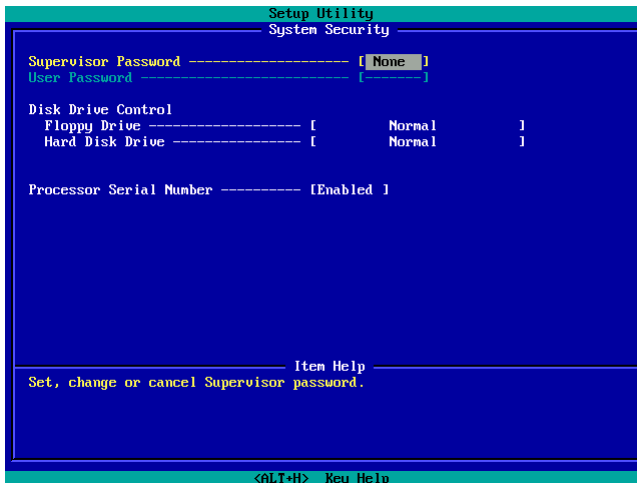 Setup Utility
System Security
Supervisor Password -------------------- [ None ]
User Password -------------------------- [-------]
Disk Drive Control
Floppy Drive ------------------- [ Normal ]
Hard Disk Drive ---------------- [ Normal ]
Processor Serial Number ---------- [Enabled ]
Item Help
Set, change or cancel Supervisor password.
<ALT+H> Key Help